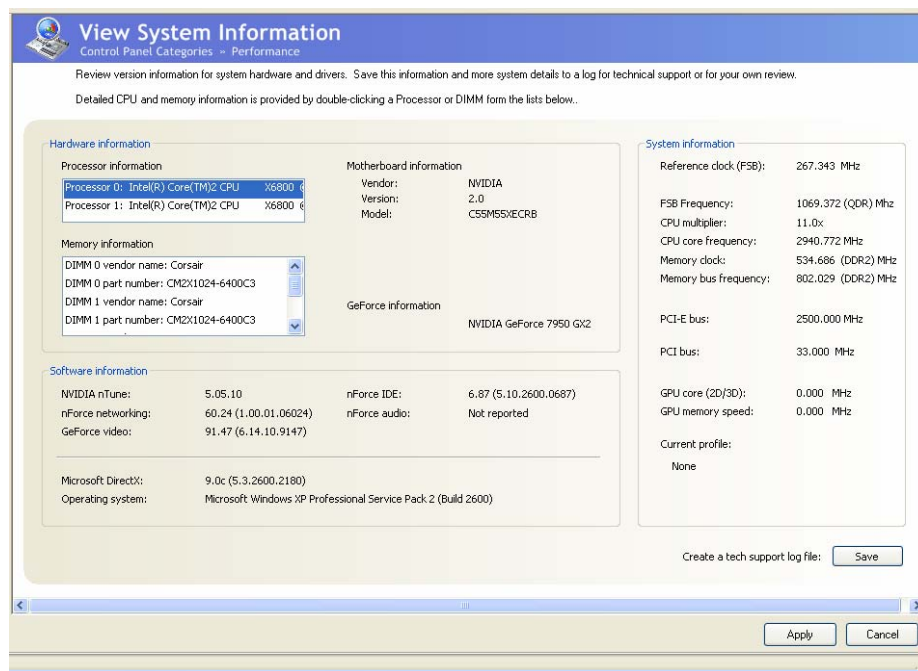 View System Information
Control Panel Categories » Performance
Review version information for system hardware and drivers. Save this information and more system details to a log for technical support or for your own review.
Detailed CPU and memory information is provided by double-clicking a Processor or DIMM form the lists below..
Hardware information
Processor information
Processor 0: Intel(R) Core(TM)2 CPU X6800
Processor 1: Intel(R) Core(TM)2 CPU X6800
Memory information
DIMM 0 vendor name: Corsair
DIMM 0 part number: CM2X1024-6400C3
DIMM 1 vendor name: Corsair
DIMM 1 part number: CM2X1024-6400C3
Motherboard information
Vendor: NVIDIA
Version: 2.0
Model: C55M55XECRB
GeForce information
NVIDIA GeForce 7950 GX2
Software information
NVIDIA nTune: 5.05.10 nForce IDE: 6.87 (5.10.2600.0687)
nForce networking: 60.24 (1.00.01.06024) nForce audio: Not reported
GeForce video: 91.47 (6.14.10.9147)
Microsoft DirectX: 9.0c (5.3.2600.2180)
Operating system: Microsoft Windows XP Professional Service Pack 2 (Build 2600)
System information
Reference clock (FSB): 267.343 MHz
FSB Frequency: 1069.372 (QDR) Mhz
CPU multiplier: 11.0x
CPU core frequency: 2940.772 MHz
Memory clock: 534.686 (DDR2) MHz
Memory bus frequency: 802.029 (DDR2) MHz
PCI-E bus: 2500.000 MHz
PCI bus: 33.000 MHz
GPU core (2D/3D): 0.000 MHz
GPU memory speed: 0.000 MHz
Current profile:
None
Create a tech support log file: Save
Apply Cancel